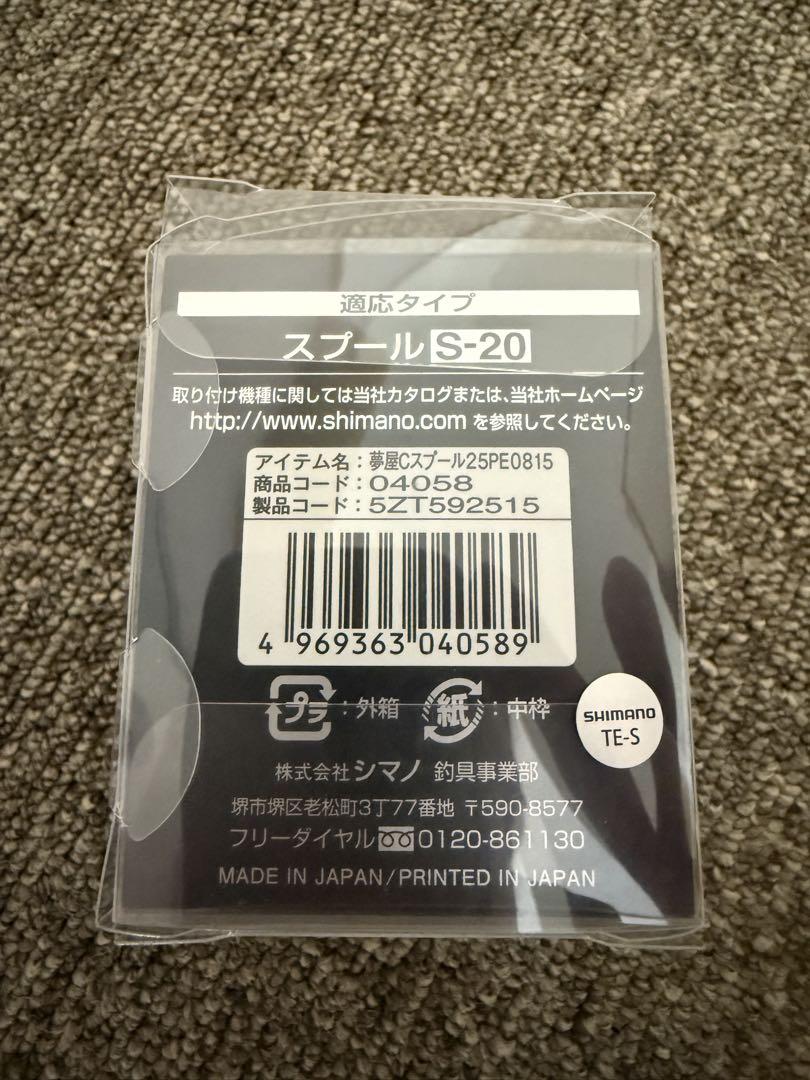 適応タイプ
スプール S-20
取り付け機種に関しては当社カタログまたは、当社ホームページ
http://www.shimano.com を参照してください。
アイテム名：夢屋Cスプール25PE0815
商品コード：04058
製品コード：5ZT592515
4 969363 040589
プラ：外箱 紙：中枠
SHIMANO
TE-S
株式会社 シマノ 釣具事業部
堺市堺区老松町3丁77番地 〒590-8577
フリーダイヤル 0120-861130
MADE IN JAPAN/PRINTED IN JAPAN